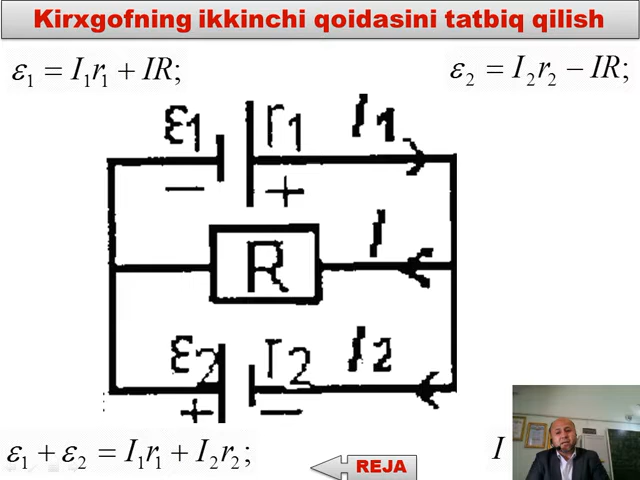 Kirxgofning ikkinchi qoidasini tatbiq qilish
ε₁ = I₁r₁ + IR;
ε₂ = I₂r₂ − IR;
ε1 r1 I1
− +
R I
ε2 r2 I2
+ −
ε₁ + ε₂ = I₁r₁ + I₂r₂;
REJA
I